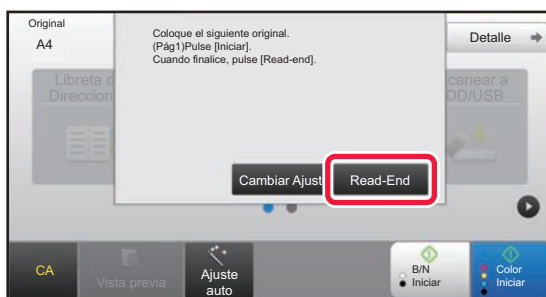 Original
A4
Coloque el siguiente original.
(Pág1)Pulse [Iniciar].
Cuando finalice, pulse [Read-end].
Detalle
Libreta d
Direccion
canear a
DD/USB
Cambiar Ajust
Read-End
CA
Vista previa
Ajuste
auto
B/N
Iniciar
Color
Iniciar